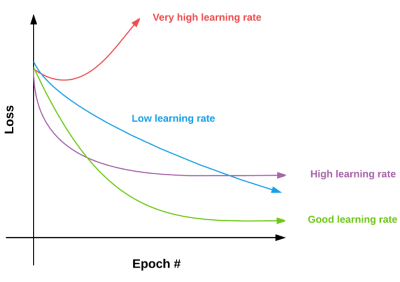 Very high learning rate
Loss
Low learning rate
High learning rate
Good learning rate
Epoch #